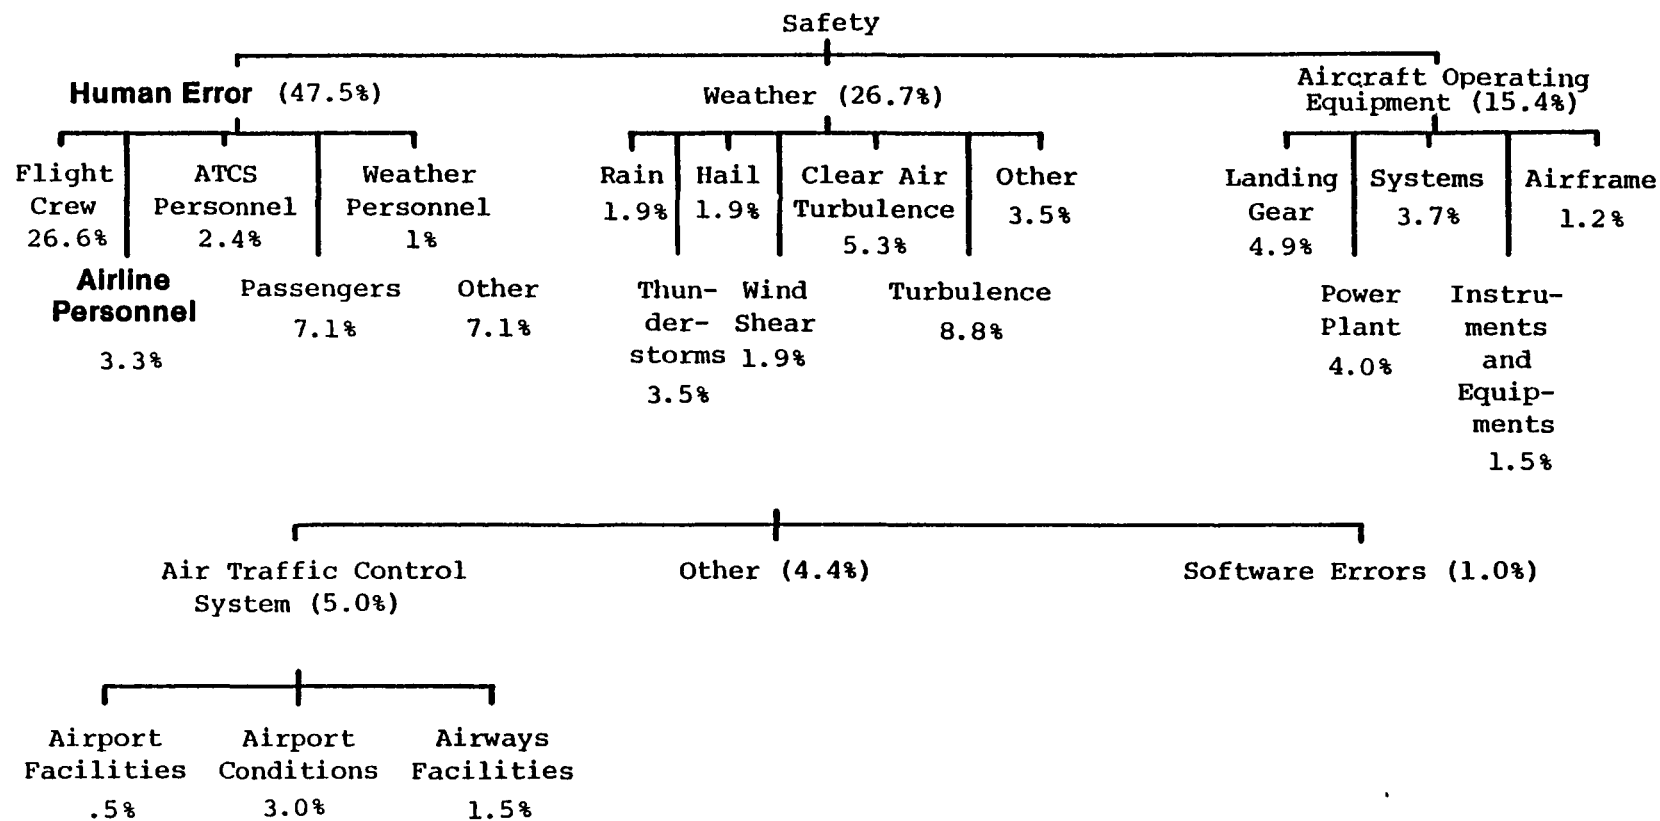 Safety
Human Error (47.5%)
Weather (26.7%)
Aircraft Operating
Equipment (15.4%)
Flight
Crew
26.6%
Airline
Personnel
3.3%
ATCS
Personnel
2.4%
Passengers
7.1%
Weather
Personnel
1%
Other
7.1%
Rain
1.9%
Thun-
der-
storms
3.5%
Hail
1.9%
Wind
Shear
1.9%
Clear Air
Turbulence
5.3%
Turbulence
8.8%
Other
3.5%
Landing
Gear
4.9%
Power
Plant
4.0%
Systems
3.7%
Instru-
ments
and
Equip-
ments
1.5%
Airframe
1.2%
Air Traffic Control
System (5.0%)
Other (4.4%)
Software Errors (1.0%)
Airport
Facilities
.5%
Airport
Conditions
3.0%
Airways
Facilities
1.5%